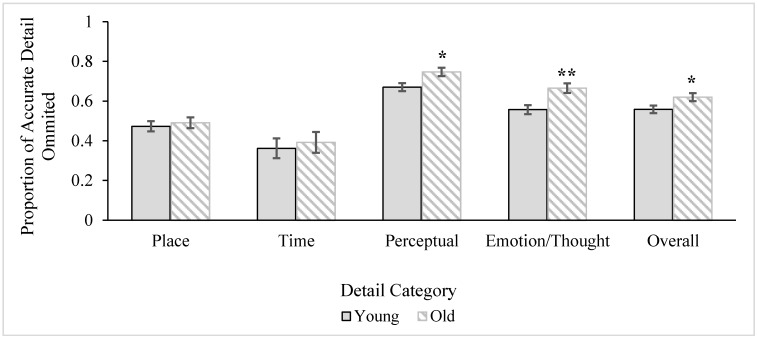 Proportion of Accurate Detail
Ommited
1
0.8
0.6
0.4
0.2
0
*
**
*
Place Time Perceptual Emotion/Thought Overall
Detail Category
Young Old